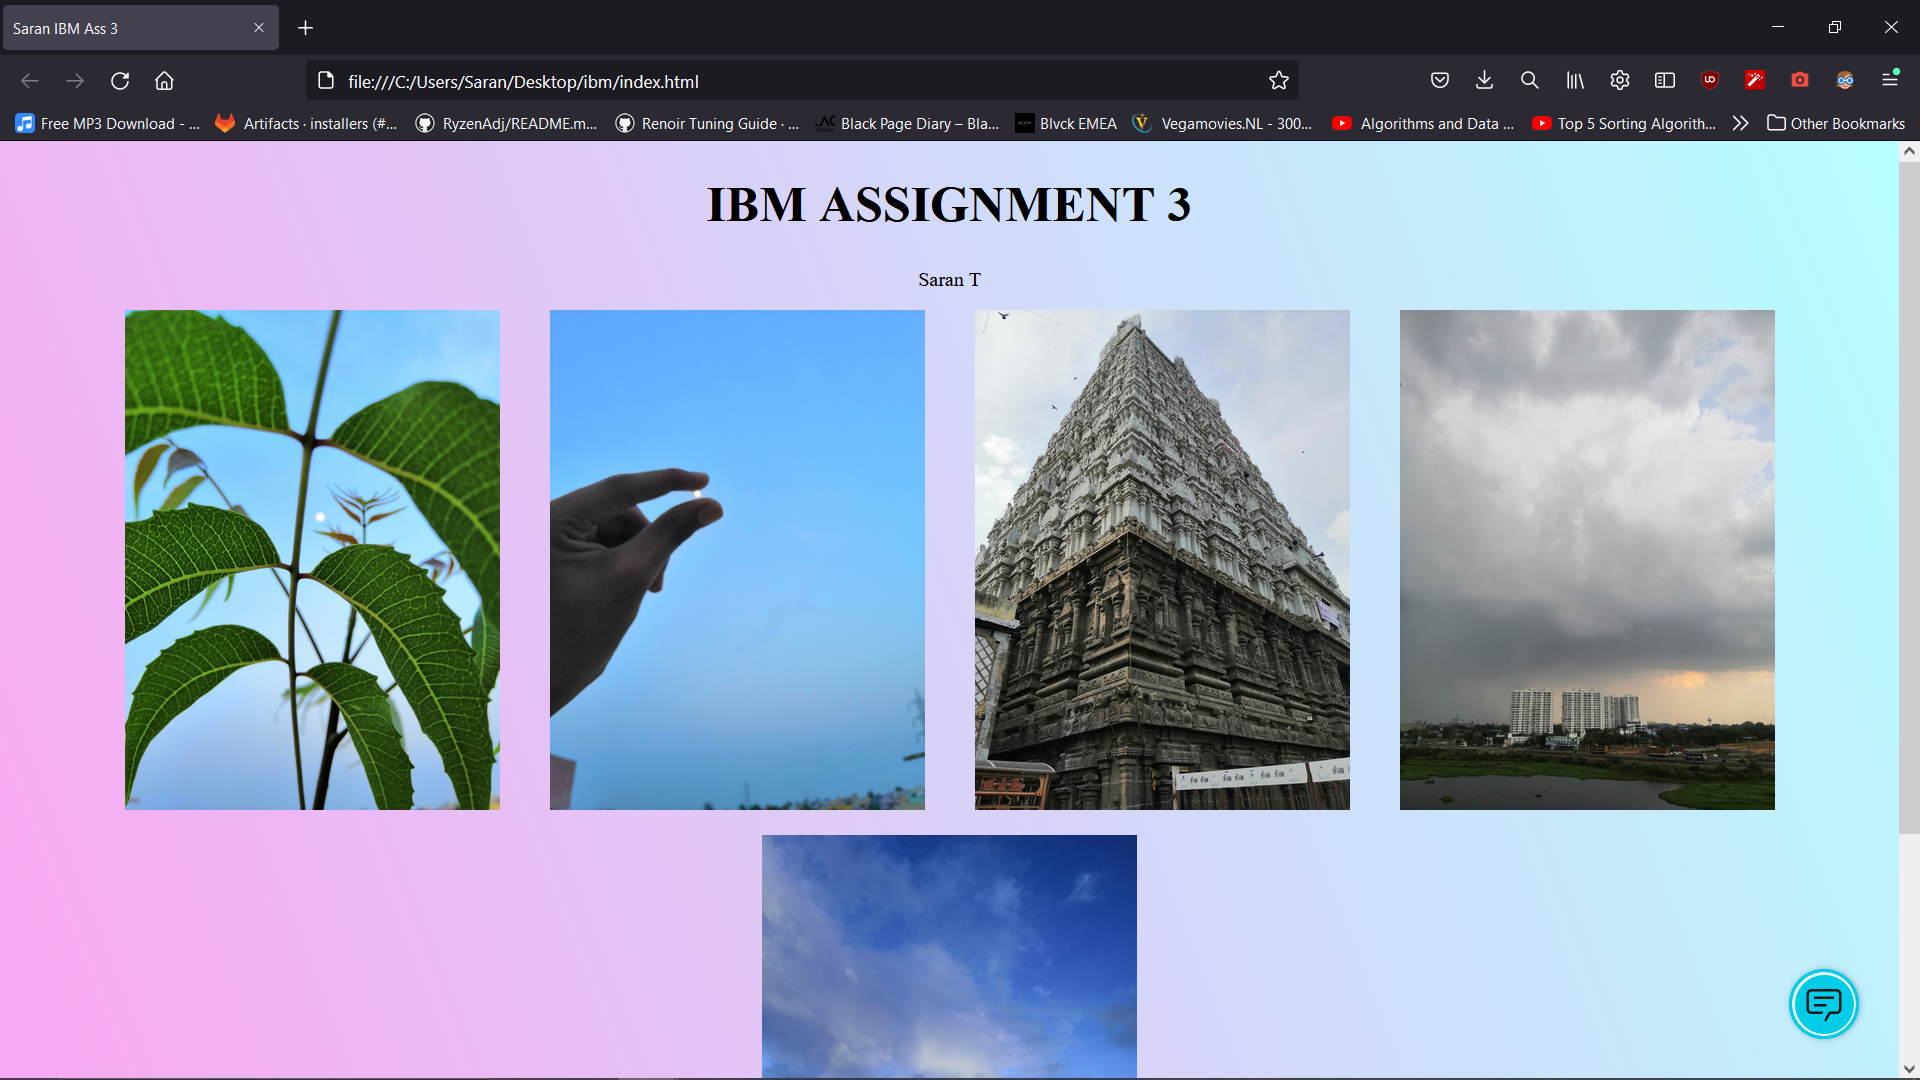 Saran IBM Ass 3
file:///C:/Users/Saran/Desktop/ibm/index.html
Free MP3 Download - ...
Artifacts · installers (#...
RyzenAdj/README.m...
Renoir Tuning Guide · ...
Black Page Diary – Bla...
Blvck EMEA
Vegamovies.NL - 300...
Algorithms and Data ...
Top 5 Sorting Algorith...
Other Bookmarks
IBM ASSIGNMENT 3
Saran T